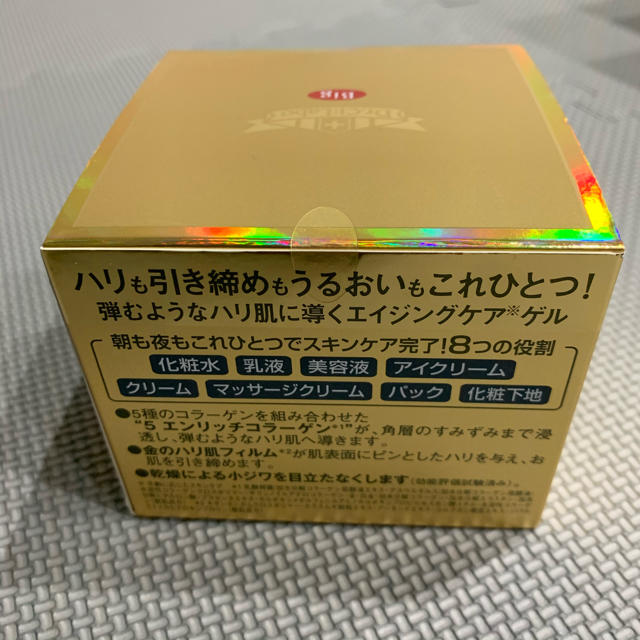 ハリも引き締めもうるおいもこれひとつ!
弾むようなハリ肌に導くエイジングケア※ゲル
朝も夜もこれひとつでスキンケア完了!8つの役割
化粧水 乳液 美容液 アイクリーム
クリーム マッサージクリーム パック 化粧下地
●5種のコラーゲンを組み合わせた
“5 エンリッチコラーゲン※1”が、角層のすみずみまで浸
透し、弾むようなハリ肌へ導きます。
●金のハリ肌フィルム※2が肌表面にピンとしたハリを与え、お
肌を引き締めます。
●乾燥による小ジワを目立たなくします(効能評価試験済み)。